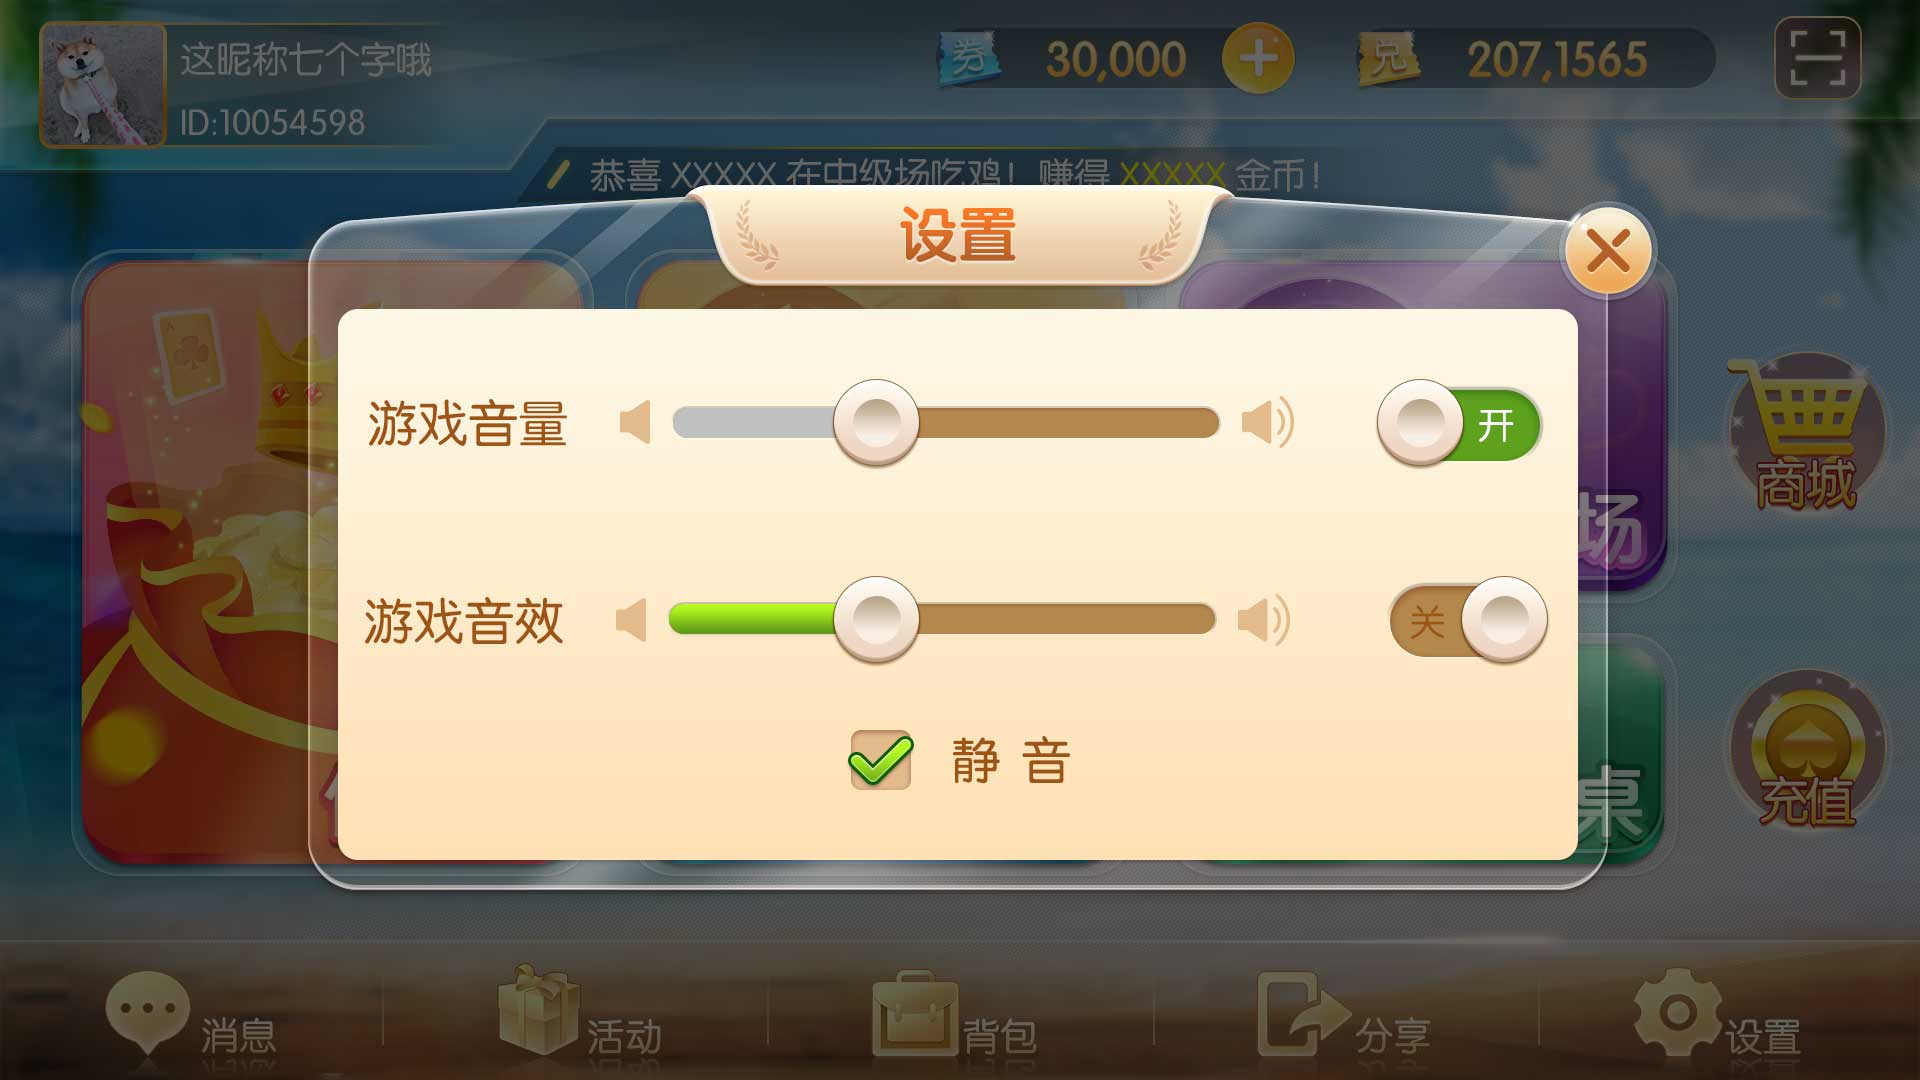 这昵称七个字哦
ID:10054598
券 30,000
兑 207,1565
恭喜 XXXXX 在中级场吃鸡！赚得 XXXXX 金币！
设置
A
游戏音量 开
游戏音效 关
静 音
场
桌
商城
充值
消息
活动
背包
分享
设置